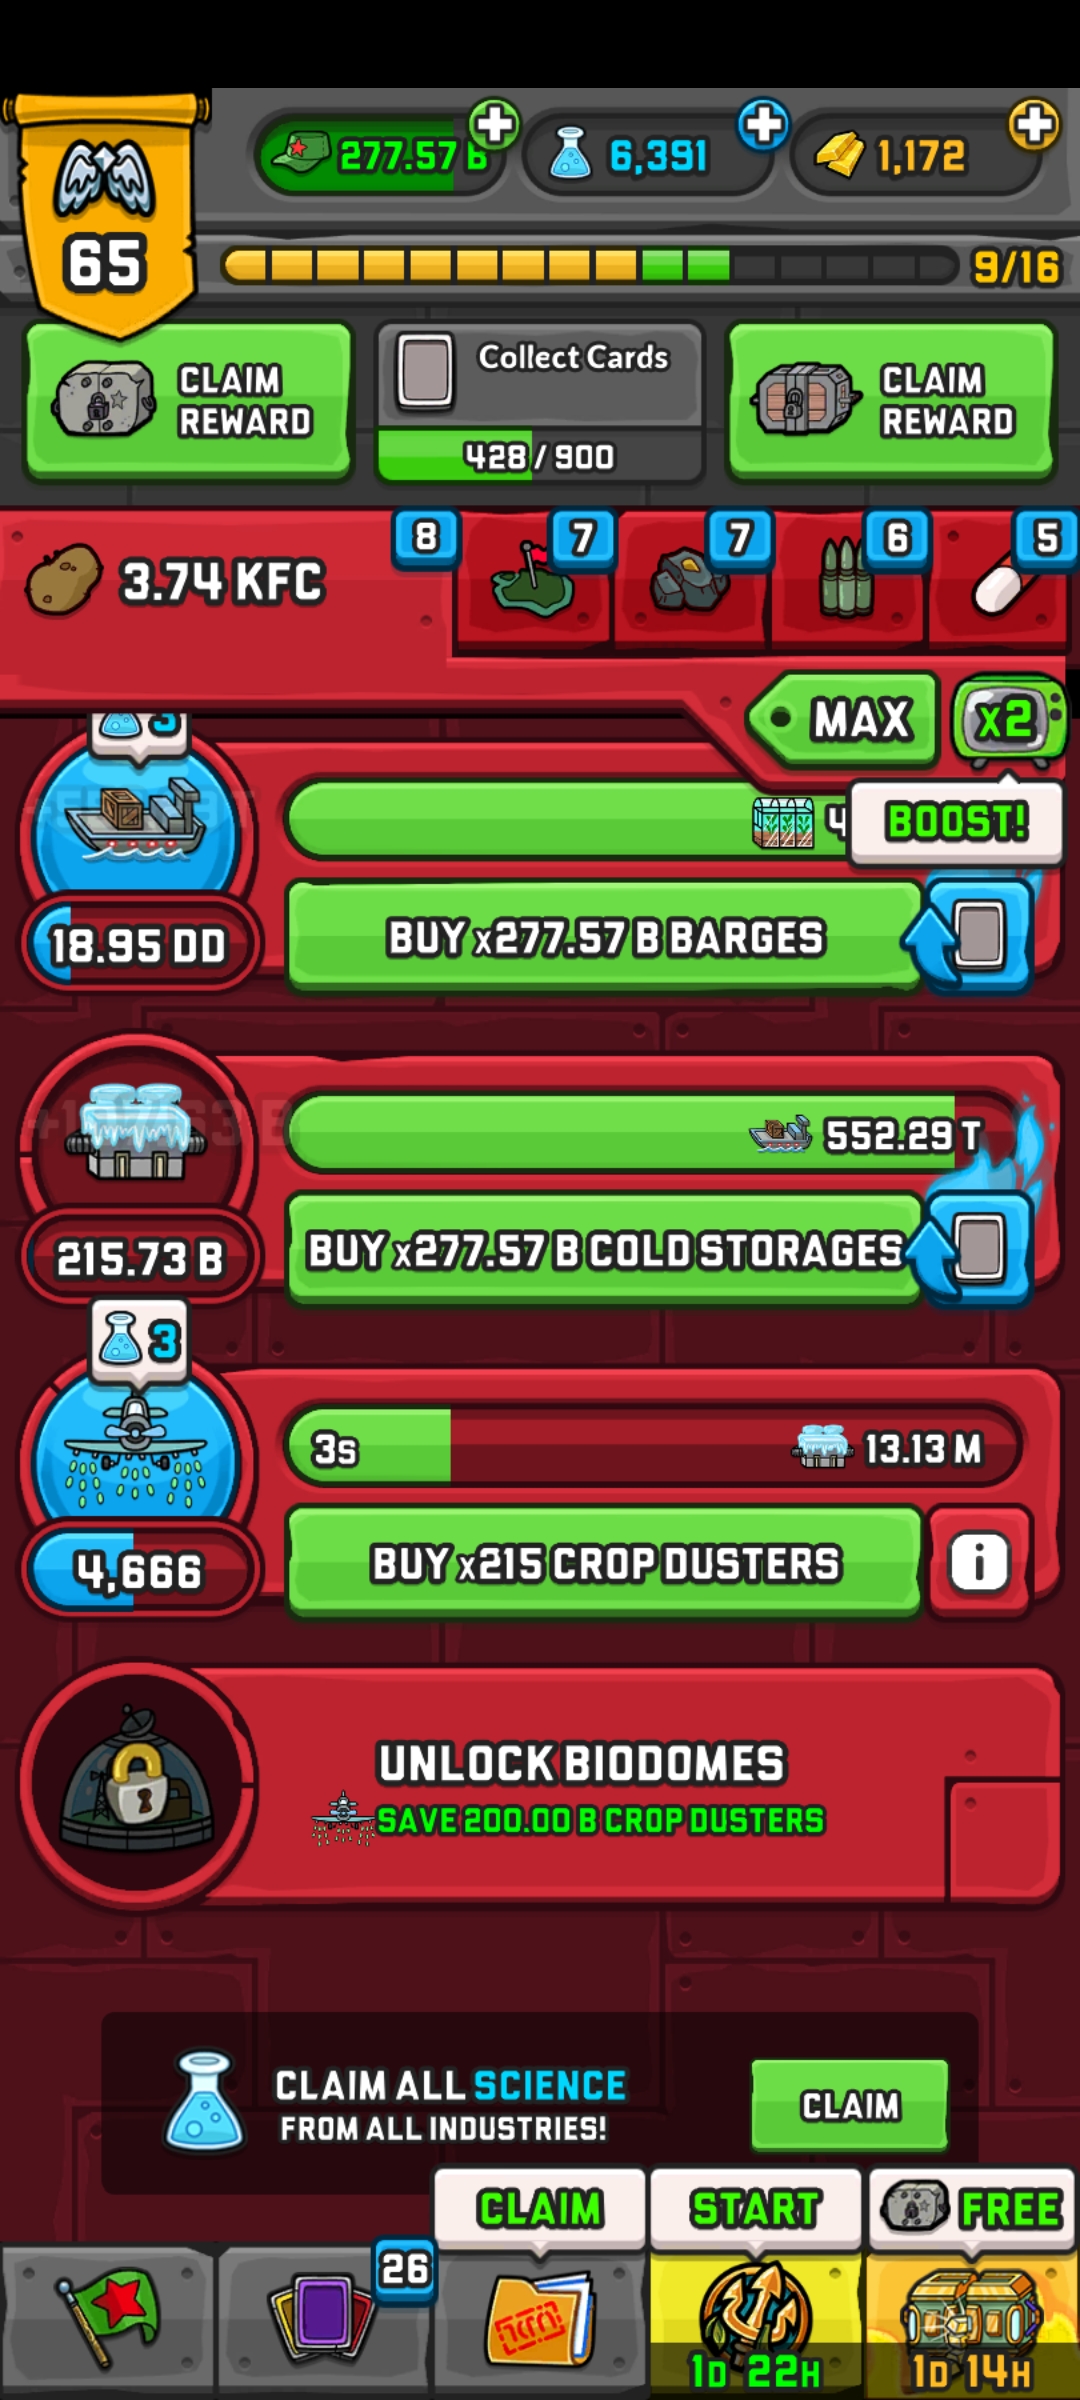 277.57 B
6,391
1,172
65
9/16
CLAIM
REWARD
Collect Cards
428 / 900
CLAIM
REWARD
3.74 KFC
8
7
7
6
5
MAX
x2
3
4
BOOST!
18.95 DD
BUY x277.57 B BARGES
552.29 T
215.73 B
BUY x277.57 B COLD STORAGES
3
3s
13.13 M
4,666
BUY x215 CROP DUSTERS
i
UNLOCK BIODOMES
SAVE 200.00 B CROP DUSTERS
CLAIM ALL SCIENCE
FROM ALL INDUSTRIES!
CLAIM
CLAIM
START
FREE
26
1D 22H
1D 14H